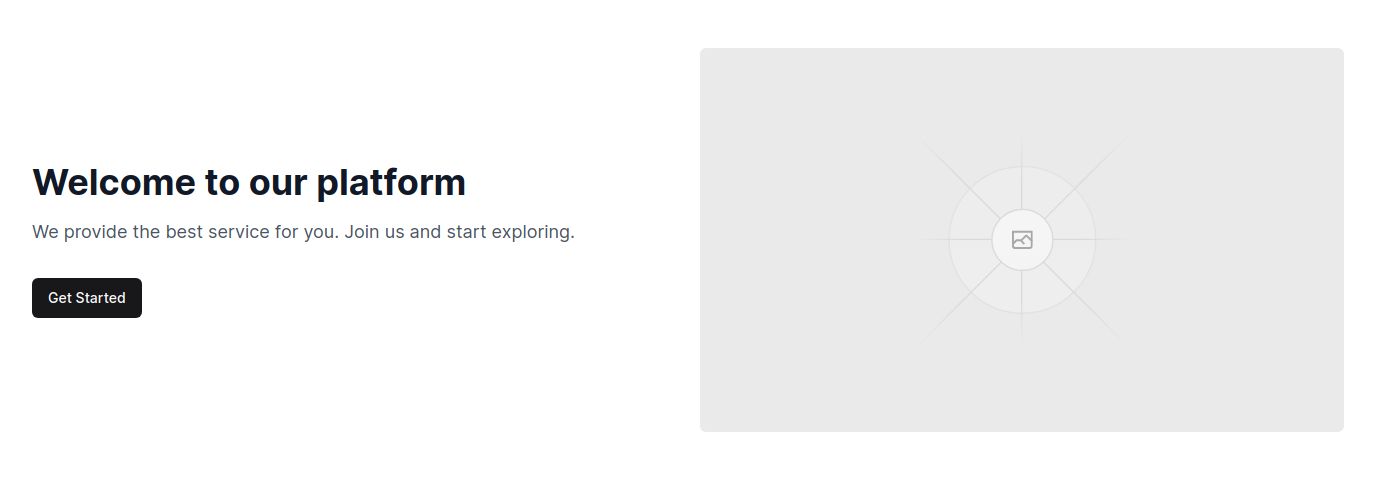 Welcome to our platform
We provide the best service for you. Join us and start exploring.
Get Started